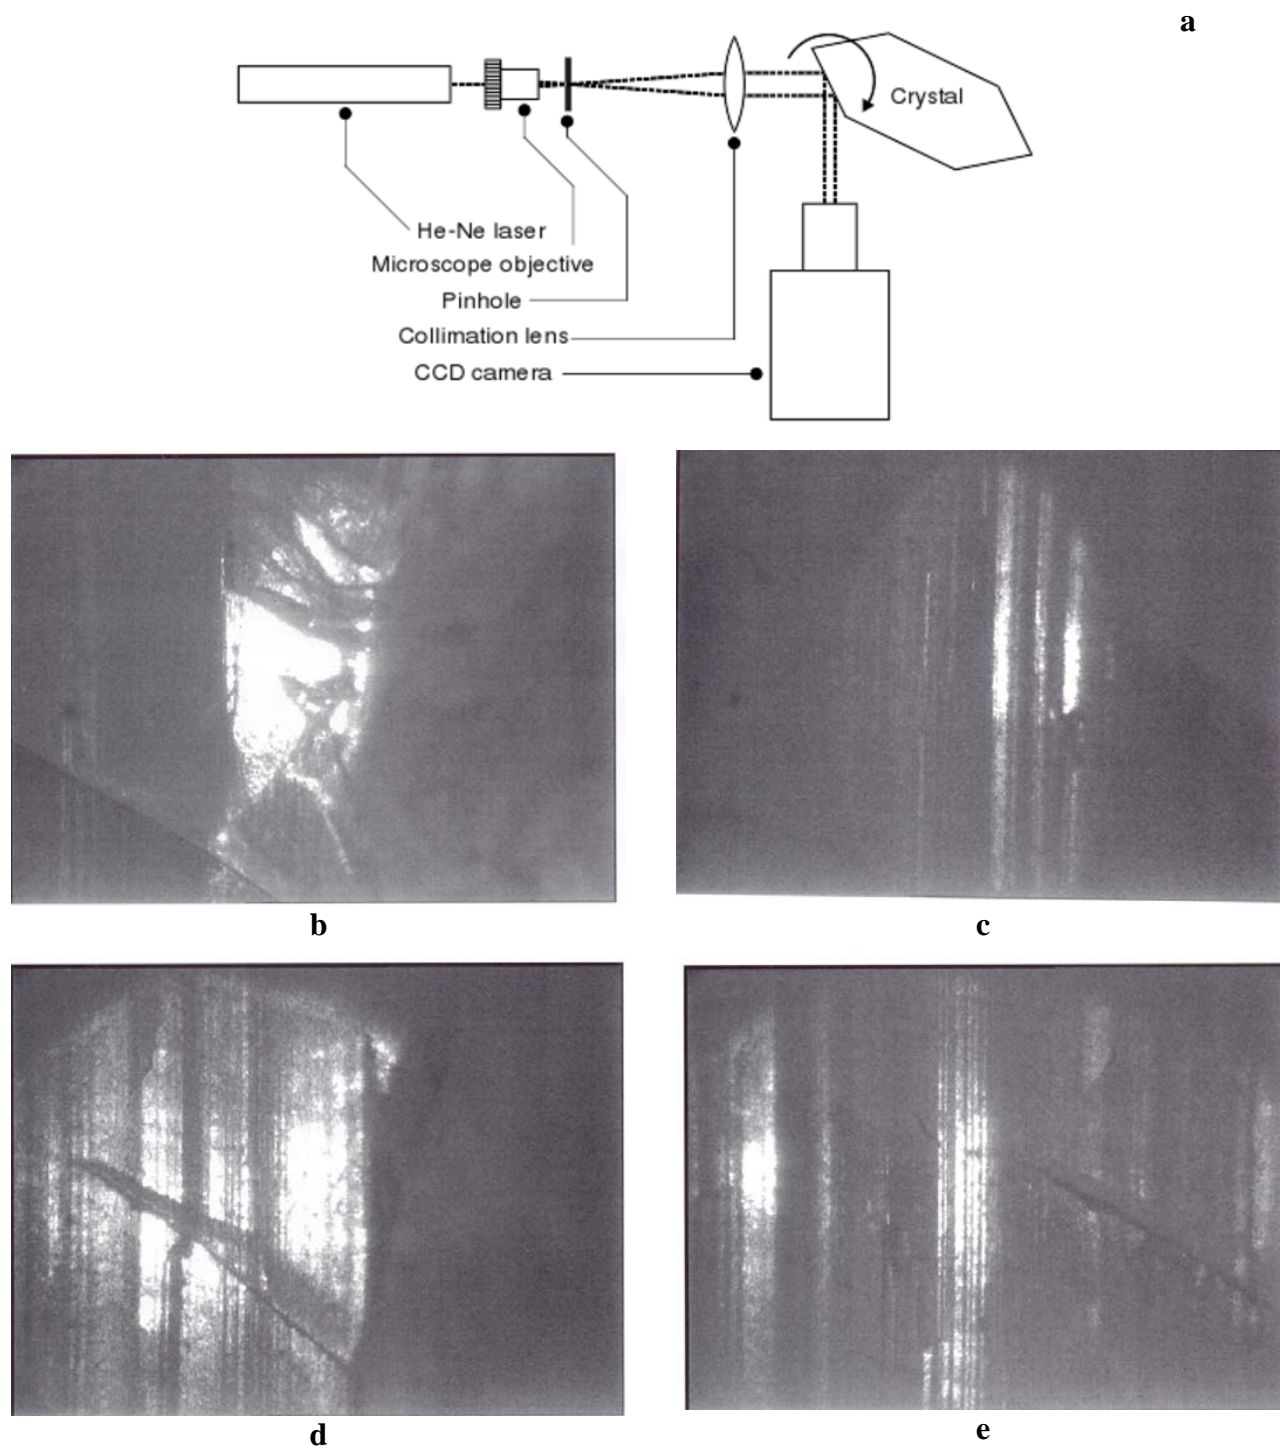 a
Crystal
He-Ne laser
Microscope objective
Pinhole
Collimation lens
CCD camera
b
c
d
e